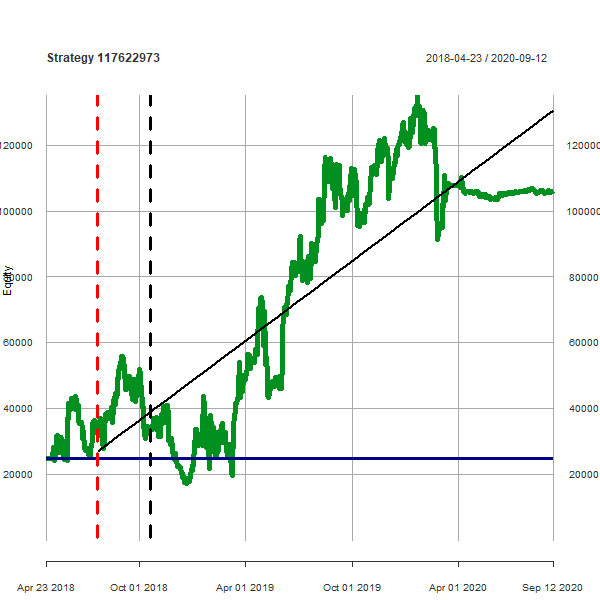 Strategy 117622973
2018-04-23 / 2020-09-12
120000
120000
100000
100000
Equity
80000
80000
60000
60000
40000
40000
20000
20000
Apr 23 2018
Oct 01 2018
Apr 01 2019
Oct 01 2019
Apr 01 2020
Sep 12 2020